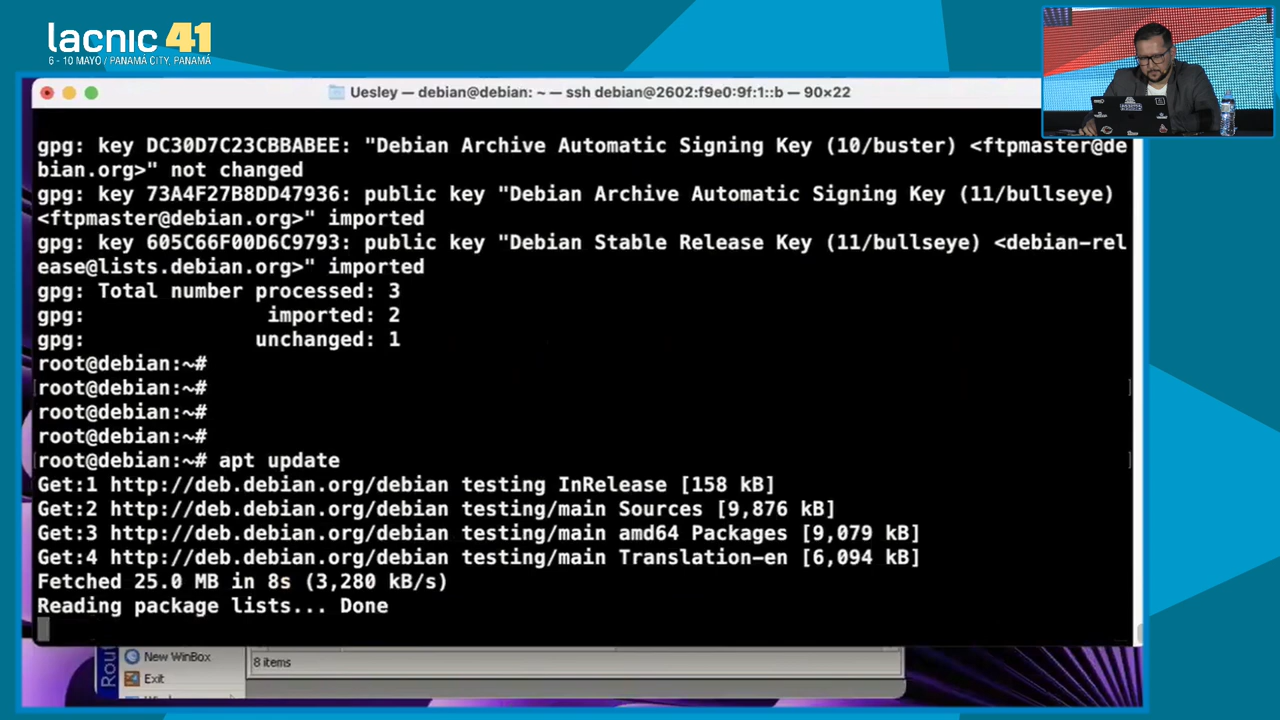 lacnic 41
6 - 10 MAYO / PANAMÁ CITY, PANAMÁ
Uesley — debian@debian: ~ — ssh debian@2602:f9e0:9f:1::b — 90×22
gpg: key DC30D7C23CBBABEE: "Debian Archive Automatic Signing Key (10/buster) <ftpmaster@de
bian.org>" not changed
gpg: key 73A4F27B8DD47936: public key "Debian Archive Automatic Signing Key (11/bullseye)
<ftpmaster@debian.org>" imported
gpg: key 605C66F00D6C9793: public key "Debian Stable Release Key (11/bullseye) <debian-rel
ease@lists.debian.org>" imported
gpg: Total number processed: 3
gpg:               imported: 2
gpg:              unchanged: 1
root@debian:~#
root@debian:~#
root@debian:~#
root@debian:~#
root@debian:~# apt update
Get:1 http://deb.debian.org/debian testing InRelease [158 kB]
Get:2 http://deb.debian.org/debian testing/main Sources [9,876 kB]
Get:3 http://deb.debian.org/debian testing/main amd64 Packages [9,079 kB]
Get:4 http://deb.debian.org/debian testing/main Translation-en [6,094 kB]
Fetched 25.0 MB in 8s (3,280 kB/s)
Reading package lists... Done
New WinBox
8 items
Exit